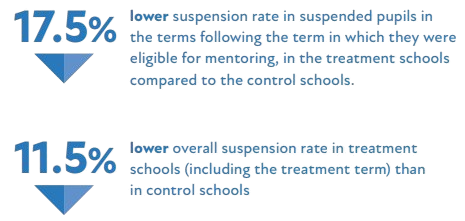 17.5%
lower suspension rate in suspended pupils in
the terms following the term in which they were
eligible for mentoring, in the treatment schools
compared to the control schools.
11.5%
lower overall suspension rate in treatment
schools (including the treatment term) than
in control schools